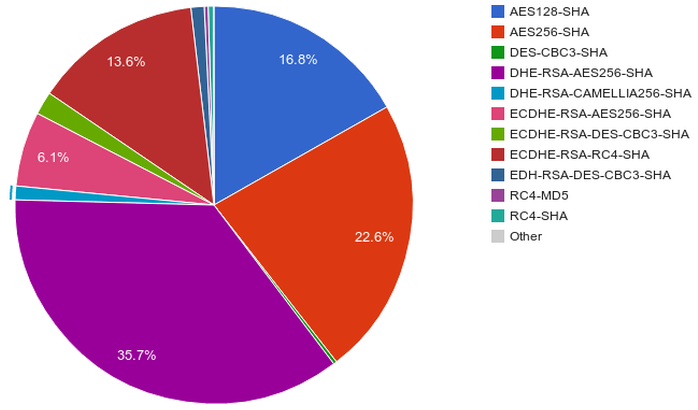 16.8%
22.6%
35.7%
6.1%
13.6%
AES128-SHA
AES256-SHA
DES-CBC3-SHA
DHE-RSA-AES256-SHA
DHE-RSA-CAMELLIA256-SHA
ECDHE-RSA-AES256-SHA
ECDHE-RSA-DES-CBC3-SHA
ECDHE-RSA-RC4-SHA
EDH-RSA-DES-CBC3-SHA
RC4-MD5
RC4-SHA
Other